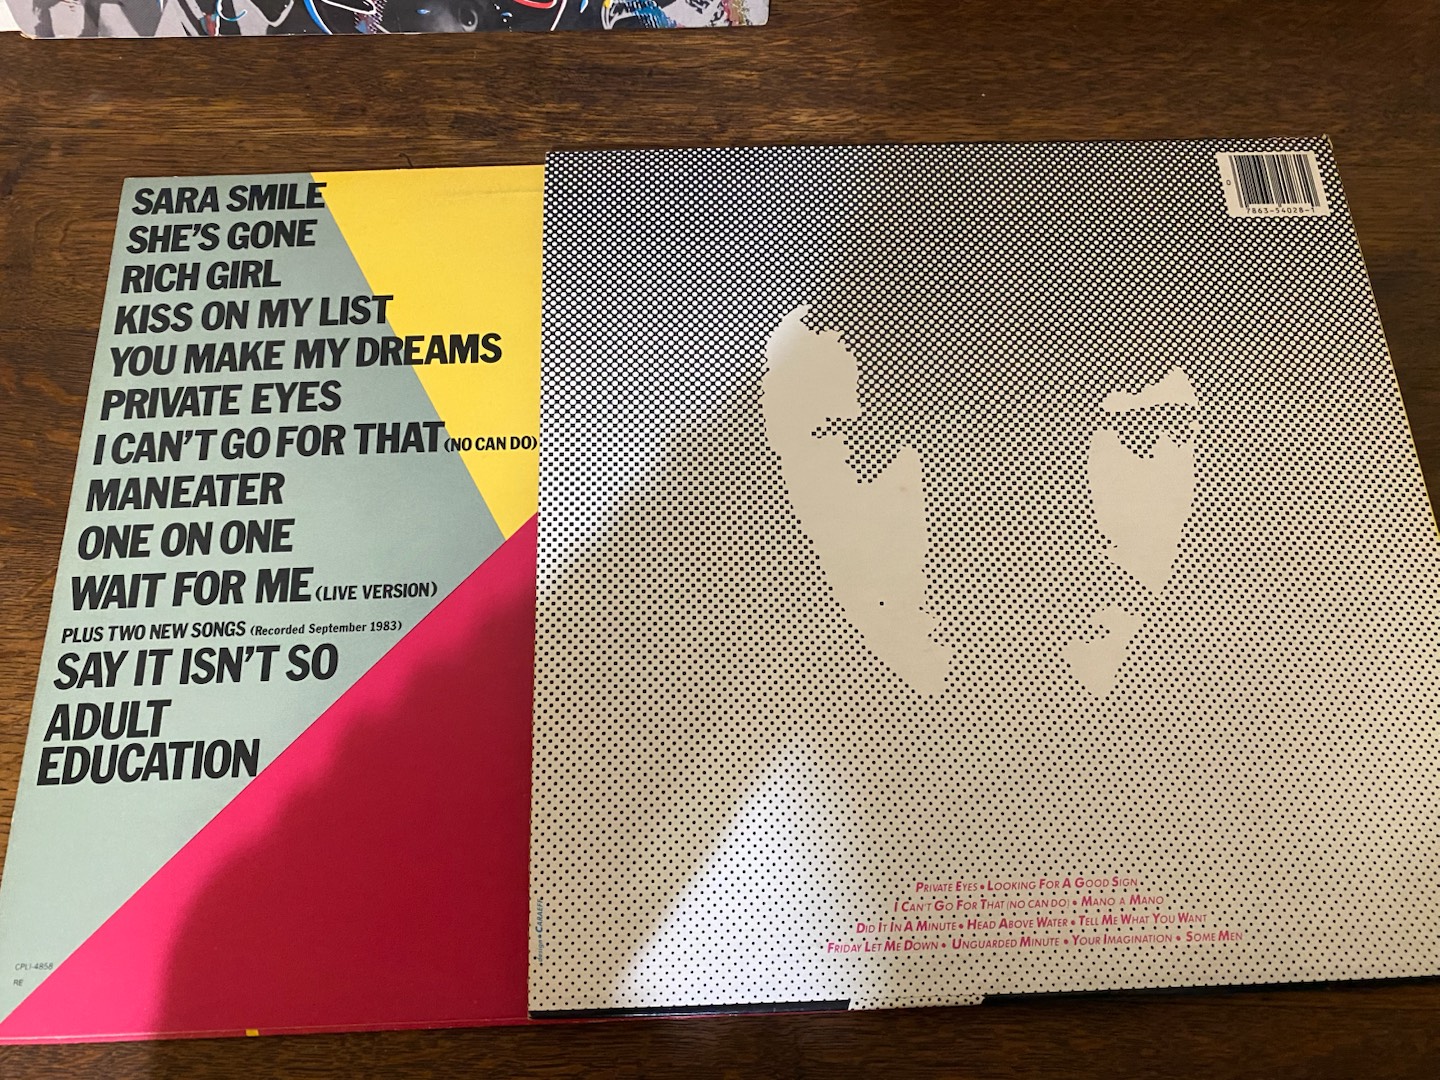 SARA SMILE
SHE'S GONE
RICH GIRL
KISS ON MY LIST
YOU MAKE MY DREAMS
PRIVATE EYES
I CAN'T GO FOR THAT (NO CAN DO)
MANEATER
ONE ON ONE
WAIT FOR ME (LIVE VERSION)
PLUS TWO NEW SONGS (Recorded September 1983)
SAY IT ISN'T SO
ADULT
EDUCATION
CPL1-4858
RE
0
7863-54028-1
PRIVATE EYES • LOOKING FOR A GOOD SIGN
I CAN'T GO FOR THAT (NO CAN DO) • MANO A MANO
DID IT IN A MINUTE • HEAD ABOVE WATER • TELL ME WHAT YOU WANT
FRIDAY LET ME DOWN • UNGUARDED MINUTE • YOUR IMAGINATION • SOME MEN